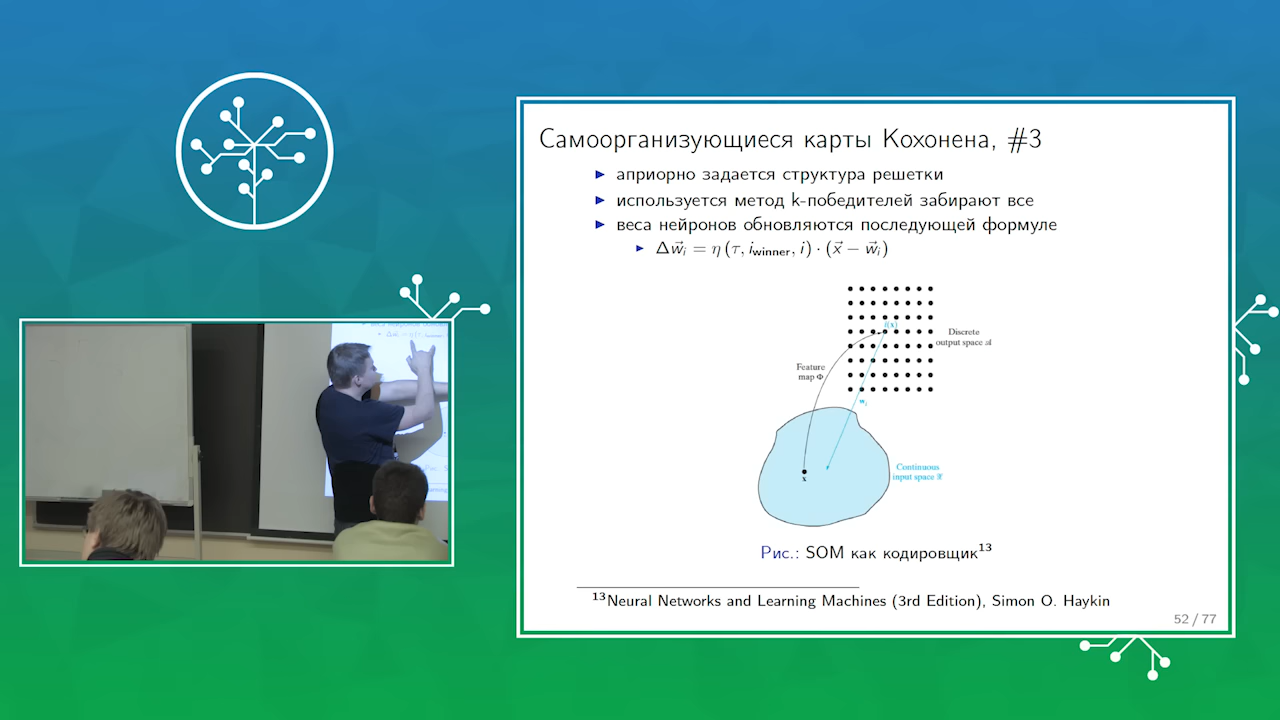 Самоорганизующиеся карты Кохонена, #3
априорно задается структура решетки
используется метод k-победителей забирают все
веса нейронов обновляются последующей формуле
Δw⃗ᵢ = η (τ, i_winner, i) · (x⃗ − w⃗ᵢ)
i(x)
Discrete
output space 𝒜
Feature
map Φ
wᵢ
Continuous
input space 𝒳
x
Рис.: SOM как кодировщик¹³
¹³Neural Networks and Learning Machines (3rd Edition), Simon O. Haykin
52 / 77